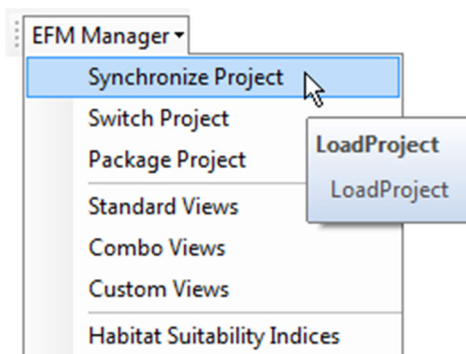 EFM Manager
Synchronize Project
Switch Project
LoadProject
Package Project
LoadProject
Standard Views
Combo Views
Custom Views
Habitat Suitability Indices